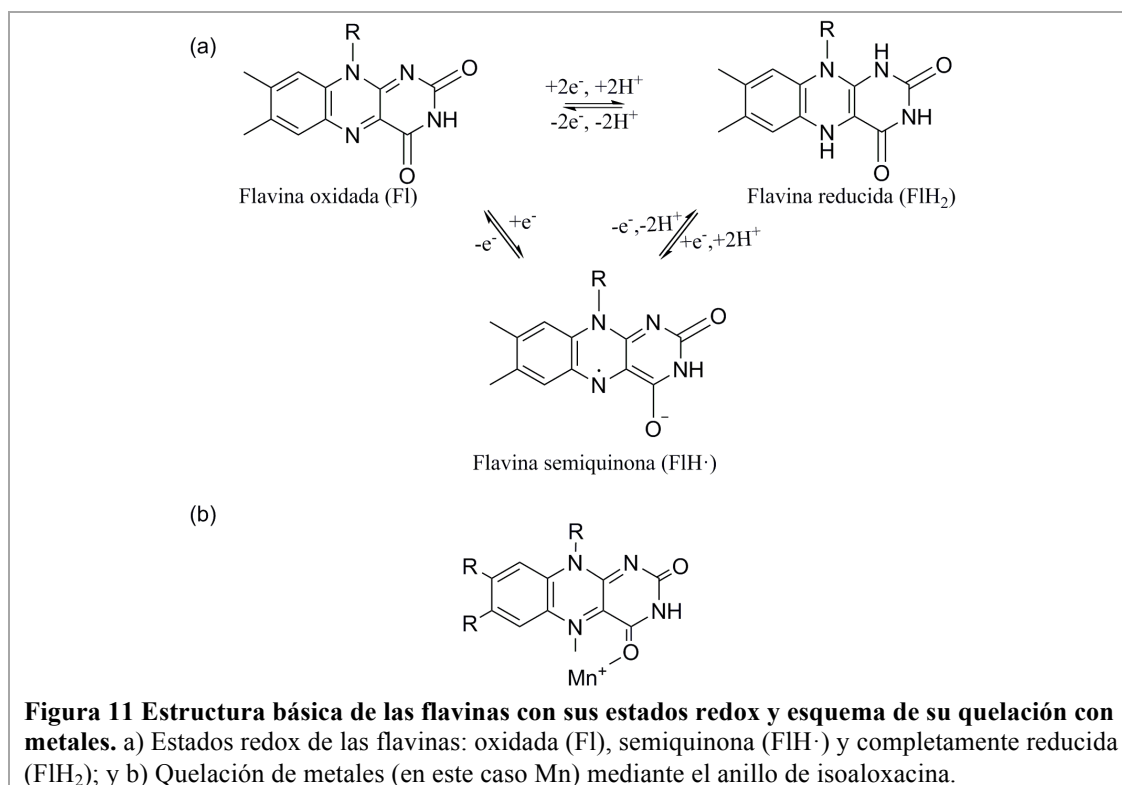 (a)
R
N
N
O
NH
N
O
Flavina oxidada (Fl)
+2e⁻, +2H⁺
-2e⁻, -2H⁺
R
H
N
N
O
NH
N
H
O
Flavina reducida (FlH₂)
+e⁻
-e⁻
-e⁻,-2H⁺
+e⁻,+2H⁺
R
N
N
O
NH
N
·
O⁻
Flavina semiquinona (FlH·)
(b)
R
R
N
N
O
NH
R
N
O
Mn⁺
Figura 11 Estructura básica de las flavinas con sus estados redox y esquema de su quelación con
metales. a) Estados redox de las flavinas: oxidada (Fl), semiquinona (FlH·) y completamente reducida
(FlH₂); y b) Quelación de metales (en este caso Mn) mediante el anillo de isoaloxacina.